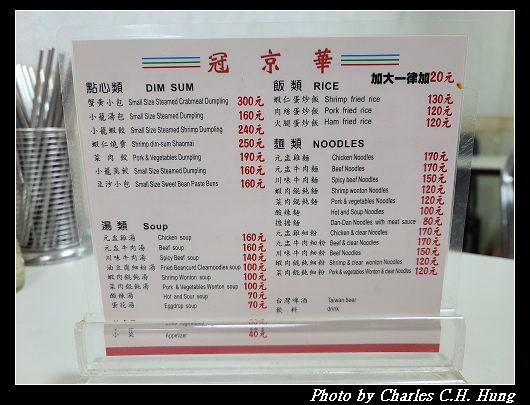 冠京華
點心類 DIM SUM
蟹黃小包 Small Size Steamed Crabmeat Dumpling 300元
小籠湯包 Small Size Steamed Dumpling 160元
小籠蝦餃 Small Size Steamed Shrimp Dumpling 240元
蝦仁燒賣 Shrimp dim-sum Shaomai 250元
菜肉餃 Pork & Vegetables Dumpling 190元
小籠蒸餃 Small Size Steamed Dumpling 160元
豆沙小包 Small Size Sweet Bean Paste Buns 160元
湯類 Soup
元盅雞湯 Chicken soup 160元
元盅牛肉湯 Beef soup 160元
川味牛肉湯 Spicy Beef soup 140元
油豆腐細粉湯 Fried Beancurd Clearnoodles soup 100元
蝦肉餛飩湯 Shrimp Wonton soup 100元
菜肉餛飩湯 Pork & Vegetables Wonton soup 100元
酸辣湯 Hot and Sour soup 70元
蛋花湯 Eggdrop soup 70元
小菜 Appetizer 40元
加大一律加20元
飯類 RICE
蝦仁蛋炒飯 Shrimp fried rice 130元
肉絲蛋炒飯 Pork fried rice 120元
火腿蛋炒飯 Ham fried rice 120元
麵類 NOODLES
元盅雞麵 Chicken Noodles 170元
元盅牛肉麵 Beef Noodles 170元
川味牛肉麵 Spicy beef Noodles 150元
蝦肉餛飩麵 Shrimp wonton Noodles 120元
菜肉餛飩麵 Pork & vegetables Noodles 120元
酸辣麵 Hot and Soup Noodles 100元
擔擔麵 Dan-Dan Noodles with meat sauce 80元
元盅雞細粉 Chicken & clear Noodles 170元
元盅牛肉細粉 Beef & clear Noodles 170元
川味牛肉細粉 Beef & clear Noodles 150元
蝦肉餛飩細粉 Shrimp & clear wonton Noodles 120元
菜肉餛飩細粉 Pork & vegetables Wonton & clear Noodles 120元
台灣啤酒 Taiwan beer
飲料 drink
Photo by Charles C.H. Hung